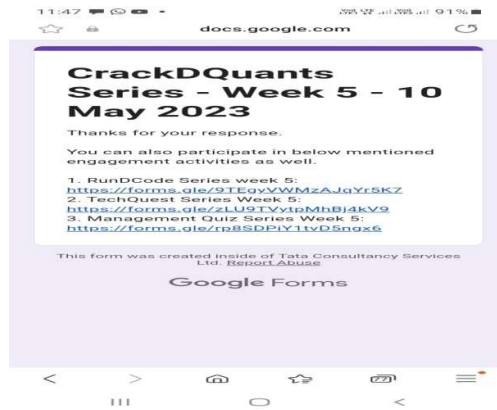 11:47
91%
docs.google.com
CrackDQuants
Series - Week 5 - 10
May 2023
Thanks for your response.
You can also participate in below mentioned
engagement activities as well.
1. RunDCode Series week 5:
https://forms.gle/9TEgyVWMzAJqYr5K7
2. TechQuest Series Week 5:
https://forms.gle/zLU9TVytpMhBj4kV9
3. Management Quiz Series Week 5:
https://forms.gle/rp8SDPiY1tvD5ngx6
This form was created inside of Tata Consultancy Services
Ltd. Report Abuse
Google Forms